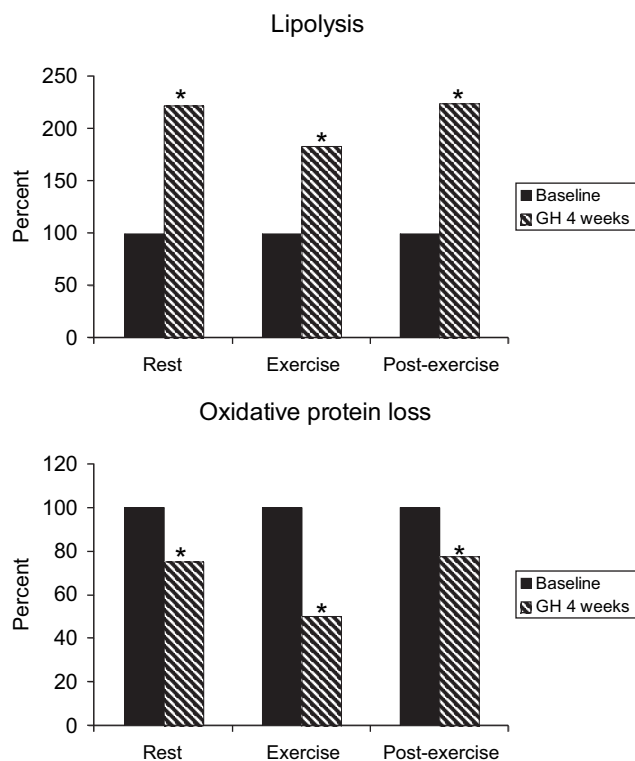 Lipolysis
250
200
150
100
50
0
Percent
*
*
*
Rest
Exercise
Post-exercise
Baseline
GH 4 weeks
Oxidative protein loss
120
100
80
60
40
20
0
Percent
*
*
*
Rest
Exercise
Post-exercise
Baseline
GH 4 weeks